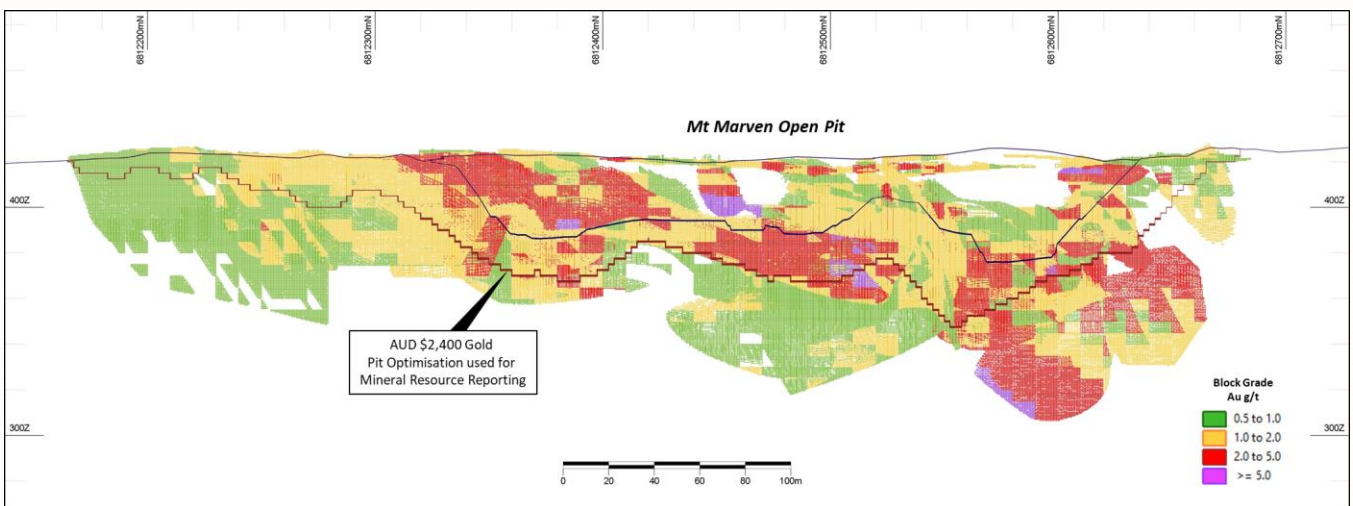 6812200mN
6812300mN
6812400mN
6812500mN
6812600mN
6812700mN
Mt Marven Open Pit
400Z
400Z
AUD $2,400 Gold
Pit Optimisation used for
Mineral Resource Reporting
Block Grade
Au g/t
0.5 to 1.0
1.0 to 2.0
2.0 to 5.0
>= 5.0
300Z
300Z
0 20 40 60 80 100m